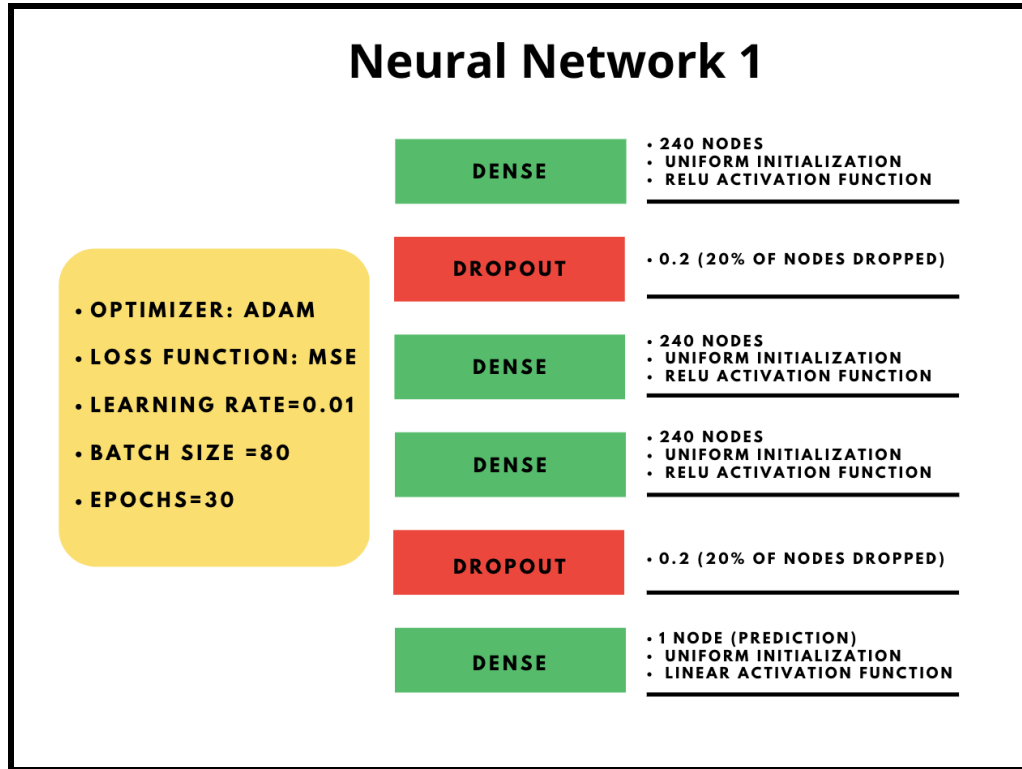 Neural Network 1
• OPTIMIZER: ADAM
• LOSS FUNCTION: MSE
• LEARNING RATE=0.01
• BATCH SIZE =80
• EPOCHS=30
DENSE
• 240 NODES
• UNIFORM INITIALIZATION
• RELU ACTIVATION FUNCTION
DROPOUT
• 0.2 (20% OF NODES DROPPED)
DENSE
• 240 NODES
• UNIFORM INITIALIZATION
• RELU ACTIVATION FUNCTION
DENSE
• 240 NODES
• UNIFORM INITIALIZATION
• RELU ACTIVATION FUNCTION
DROPOUT
• 0.2 (20% OF NODES DROPPED)
DENSE
• 1 NODE (PREDICTION)
• UNIFORM INITIALIZATION
• LINEAR ACTIVATION FUNCTION